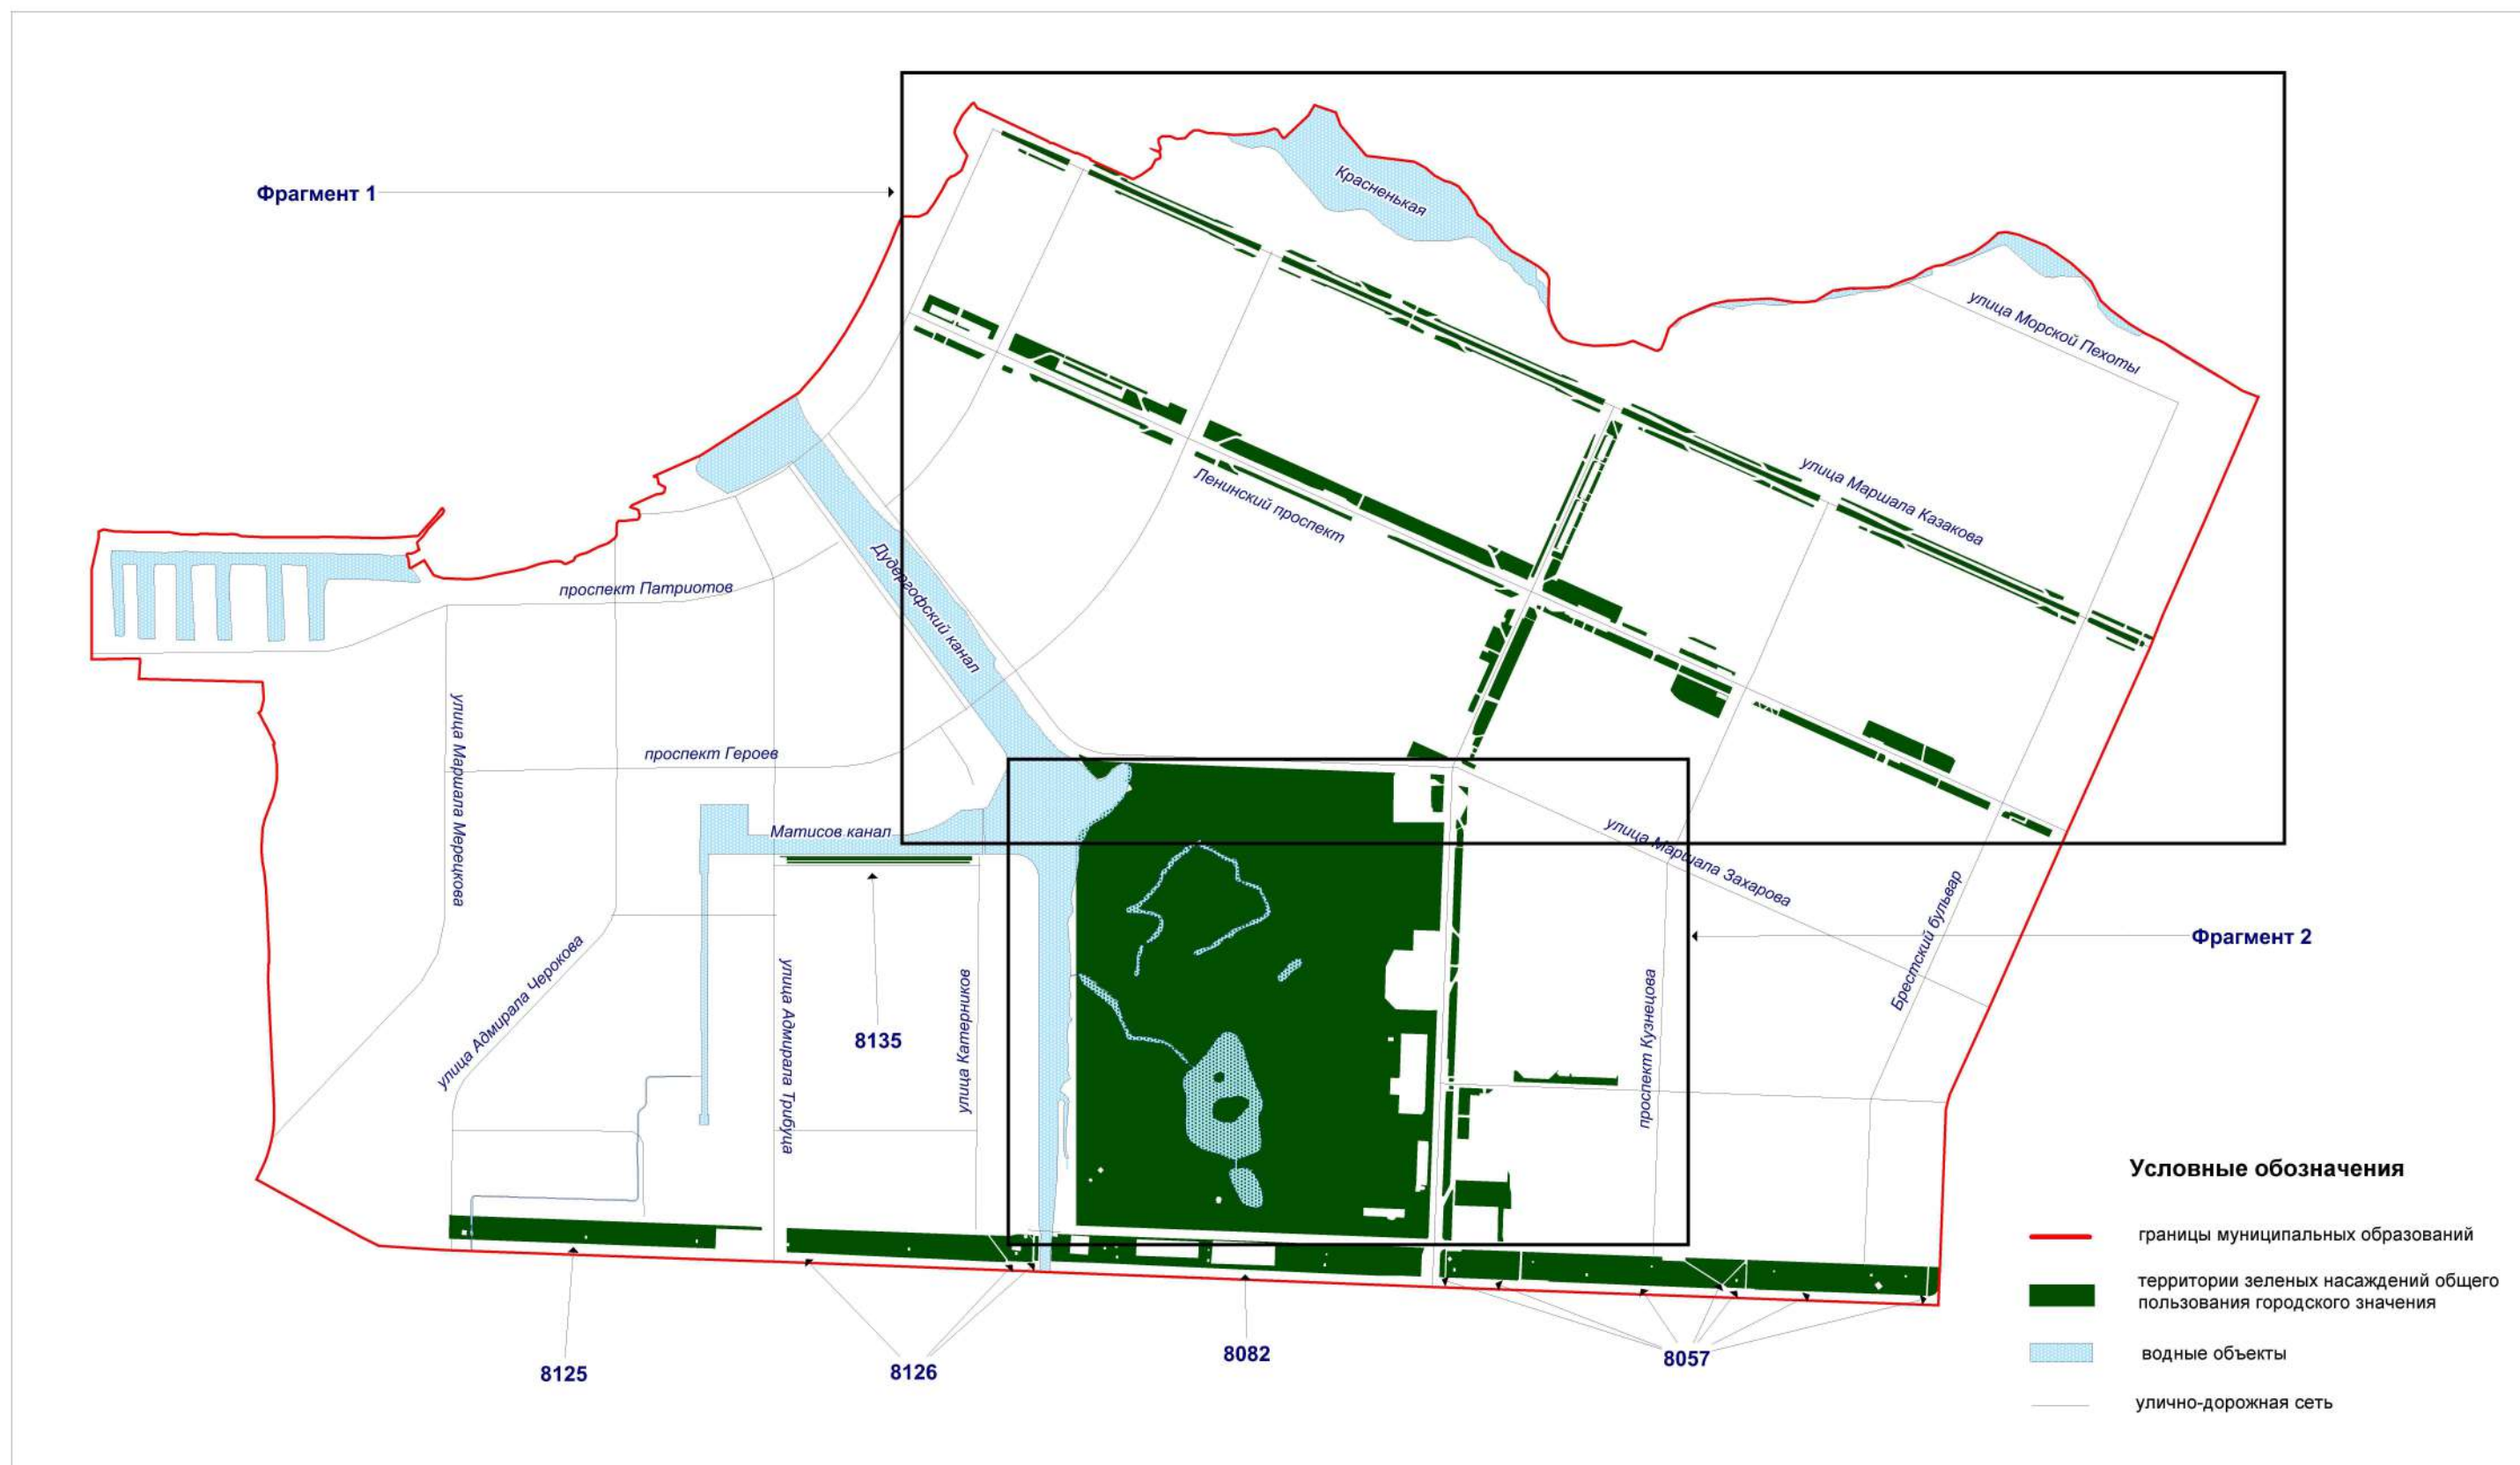 Фрагмент 1
Красненькая
улица Морской Пехоты
улица Маршала Казакова
Ленинский проспект
Дудергофский канал
проспект Патриотов
улица Маршала Мерецкова
проспект Героев
Матисов канал
улица Маршала Захарова
Брестский бульвар
Фрагмент 2
улица Адмирала Черокова
улица Адмирала Трибуца
8135
улица Катерников
проспект Кузнецова
Условные обозначения
границы муниципальных образований
территории зеленых насаждений общего
пользования городского значения
водные объекты
улично-дорожная сеть
8125
8126
8082
8057